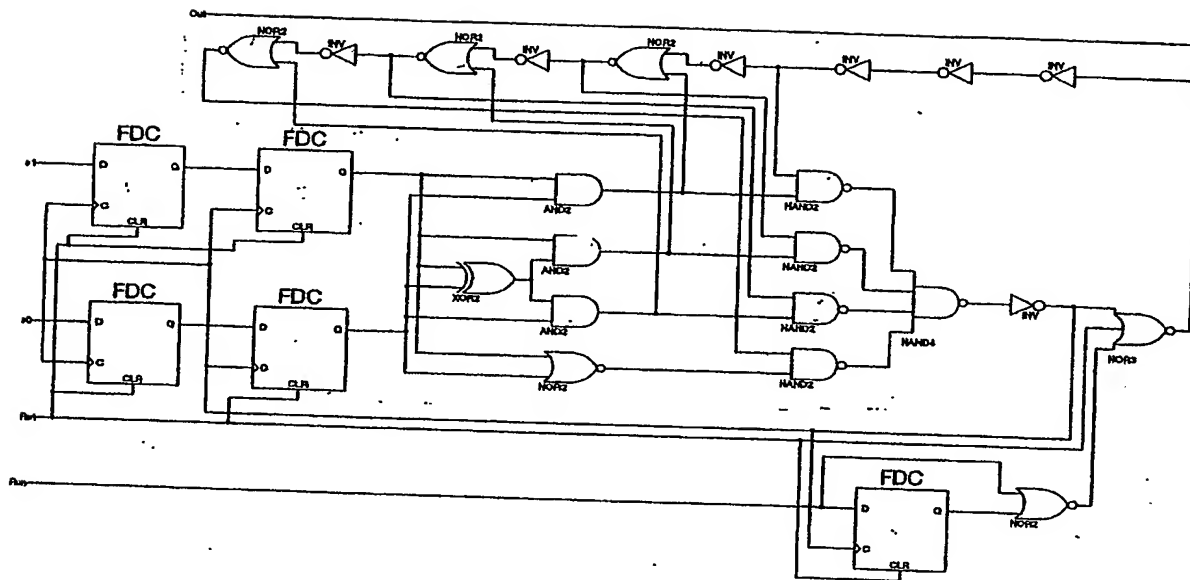 Out
NOR2
INV
NOR2
INV
NOR2
INV
INV
INV
INV
FDC
D
Q
C
CLR
FDC
D
Q
C
CLR
AND2
NAND2
AND2
NAND2
XOR2
FDC
D
Q
C
CLR
FDC
D
Q
CLR
AND2
NAND2
NOR2
NAND2
NAND4
INV
NOR3
Run
FDC
D
Q
CLR
NOR2